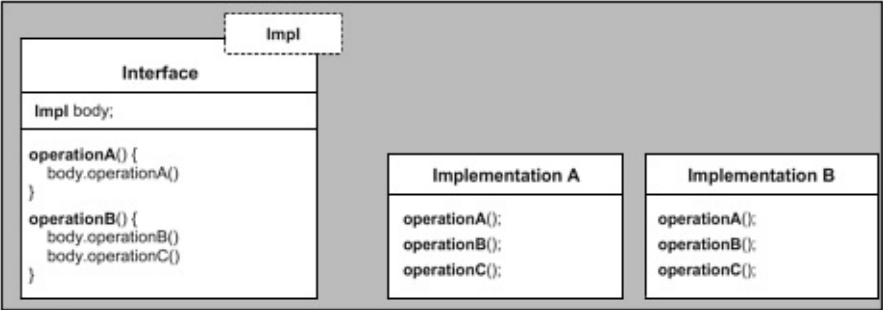 Impl
Interface
Impl body;
operationA() {
body.operationA()
}
operationB() {
body.operationB()
body.operationC()
}
Implementation A
operationA();
operationB();
operationC();
Implementation B
operationA();
operationB();
operationC();